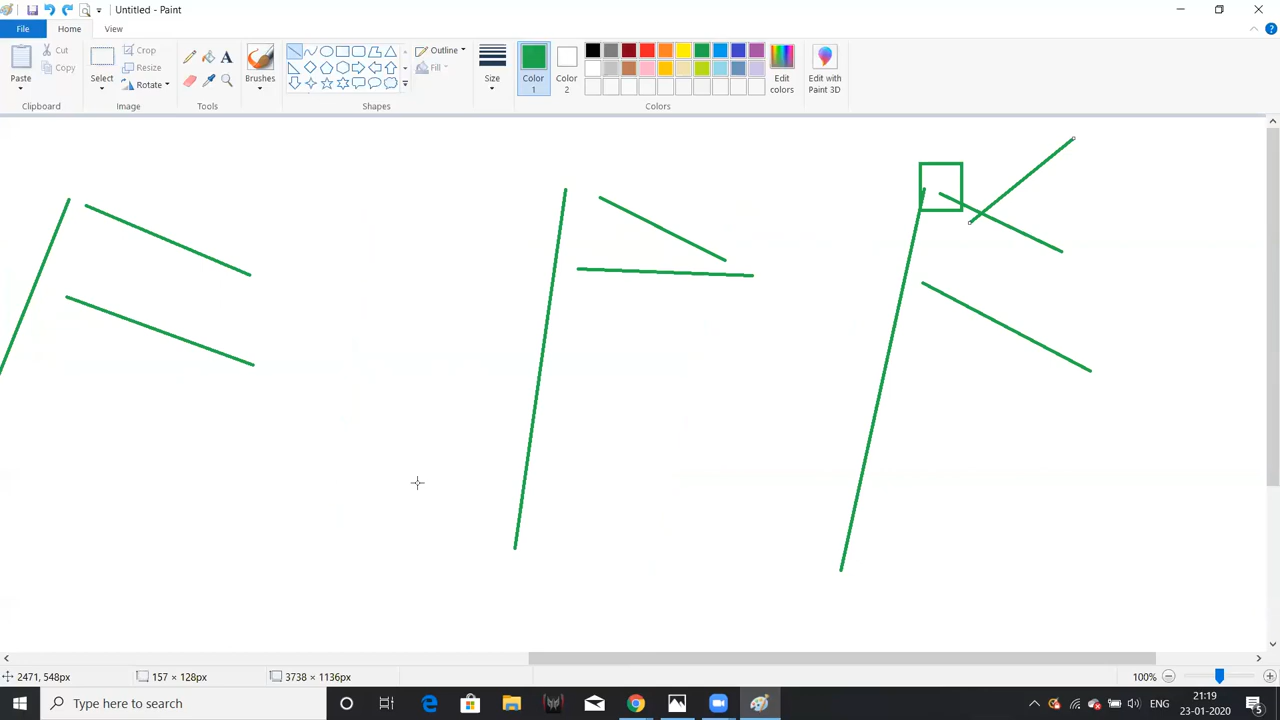 Untitled - Paint
File
Home
View
Paste
Cut
Copy
Clipboard
Select
Crop
Resize
Rotate
Image
A
Tools
Brushes
Outline
Fill
Shapes
Size
Color
1
Color
2
Edit
colors
Colors
Edit with
Paint 3D
2471, 548px
157 × 128px
3738 × 1136px
100%
Type here to search
ENG
21:19
23-01-2020
5